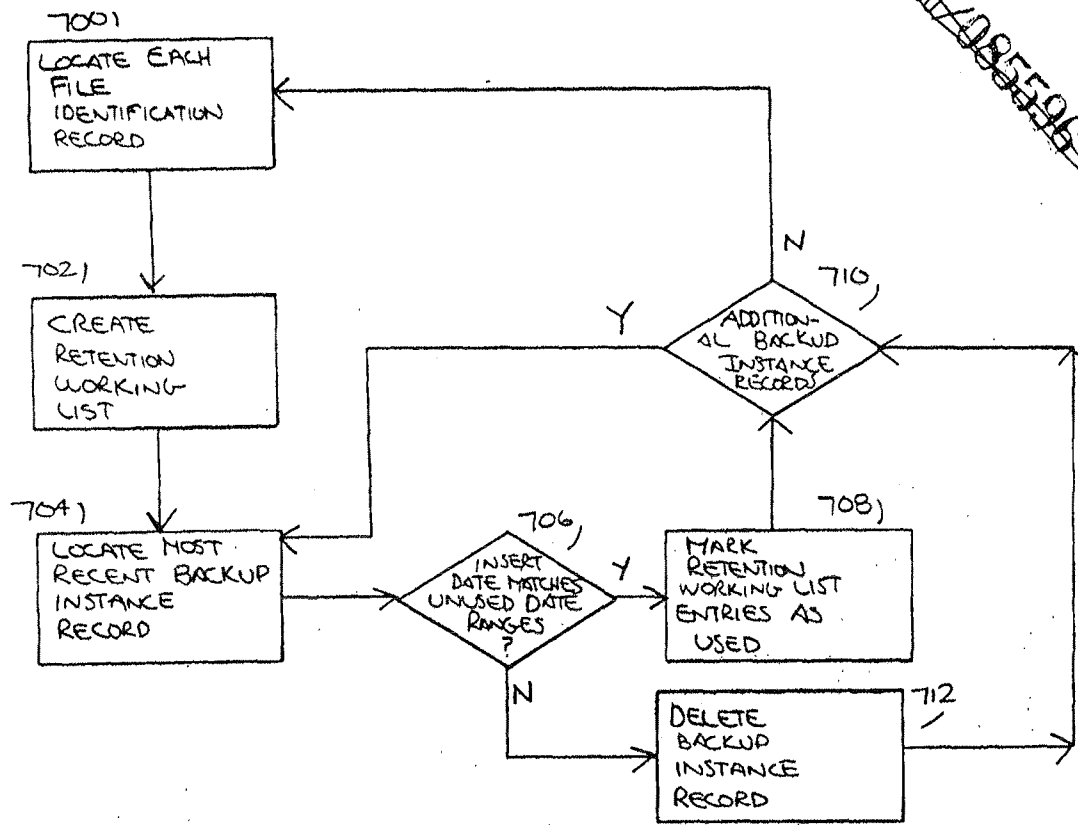 7001
LOCATE EACH
FILE
IDENTIFICATION
RECORD
702,
CREATE
RETENTION
WORKING
LIST
704,
LOCATE MOST
RECENT BACKUP
INSTANCE
RECORD
706,
INSERT
DATE MATCHES
UNUSED DATE
RANGES
?
Y
N
708,
MARK
RETENTION
WORKING LIST
ENTRIES AS
USED
710,
ADDITION-
AL BACKUP
INSTANCE
RECORDS
Y
N
712
DELETE
BACKUP
INSTANCE
RECORD
/085596